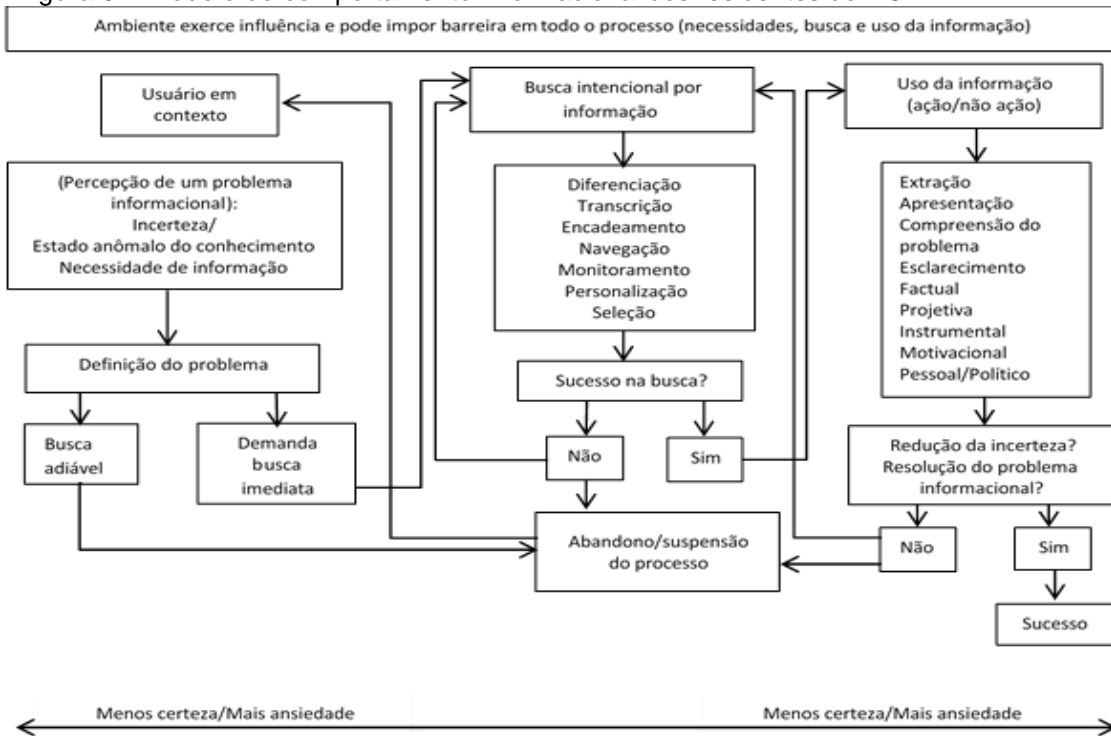 Ambiente exerce influência e pode impor barreira em todo o processo (necessidades, busca e uso da informação)
Usuário em
contexto
(Percepção de um problema
informacional):
Incerteza/
Estado anômalo do conhecimento
Necessidade de informação
Definição do problema
Busca
adiável
Demanda
busca
imediata
Busca intencional por
informação
Diferenciação
Transcrição
Encadeamento
Navegação
Monitoramento
Personalização
Seleção
Sucesso na busca?
Não
Sim
Abandono/suspensão
do processo
Uso da informação
(ação/não ação)
Extração
Apresentação
Compreensão do
problema
Esclarecimento
Factual
Projetiva
Instrumental
Motivacional
Pessoal/Político
Redução da incerteza?
Resolução do problema
informacional?
Não
Sim
Sucesso
Menos certeza/Mais ansiedade
Menos certeza/Mais ansiedade